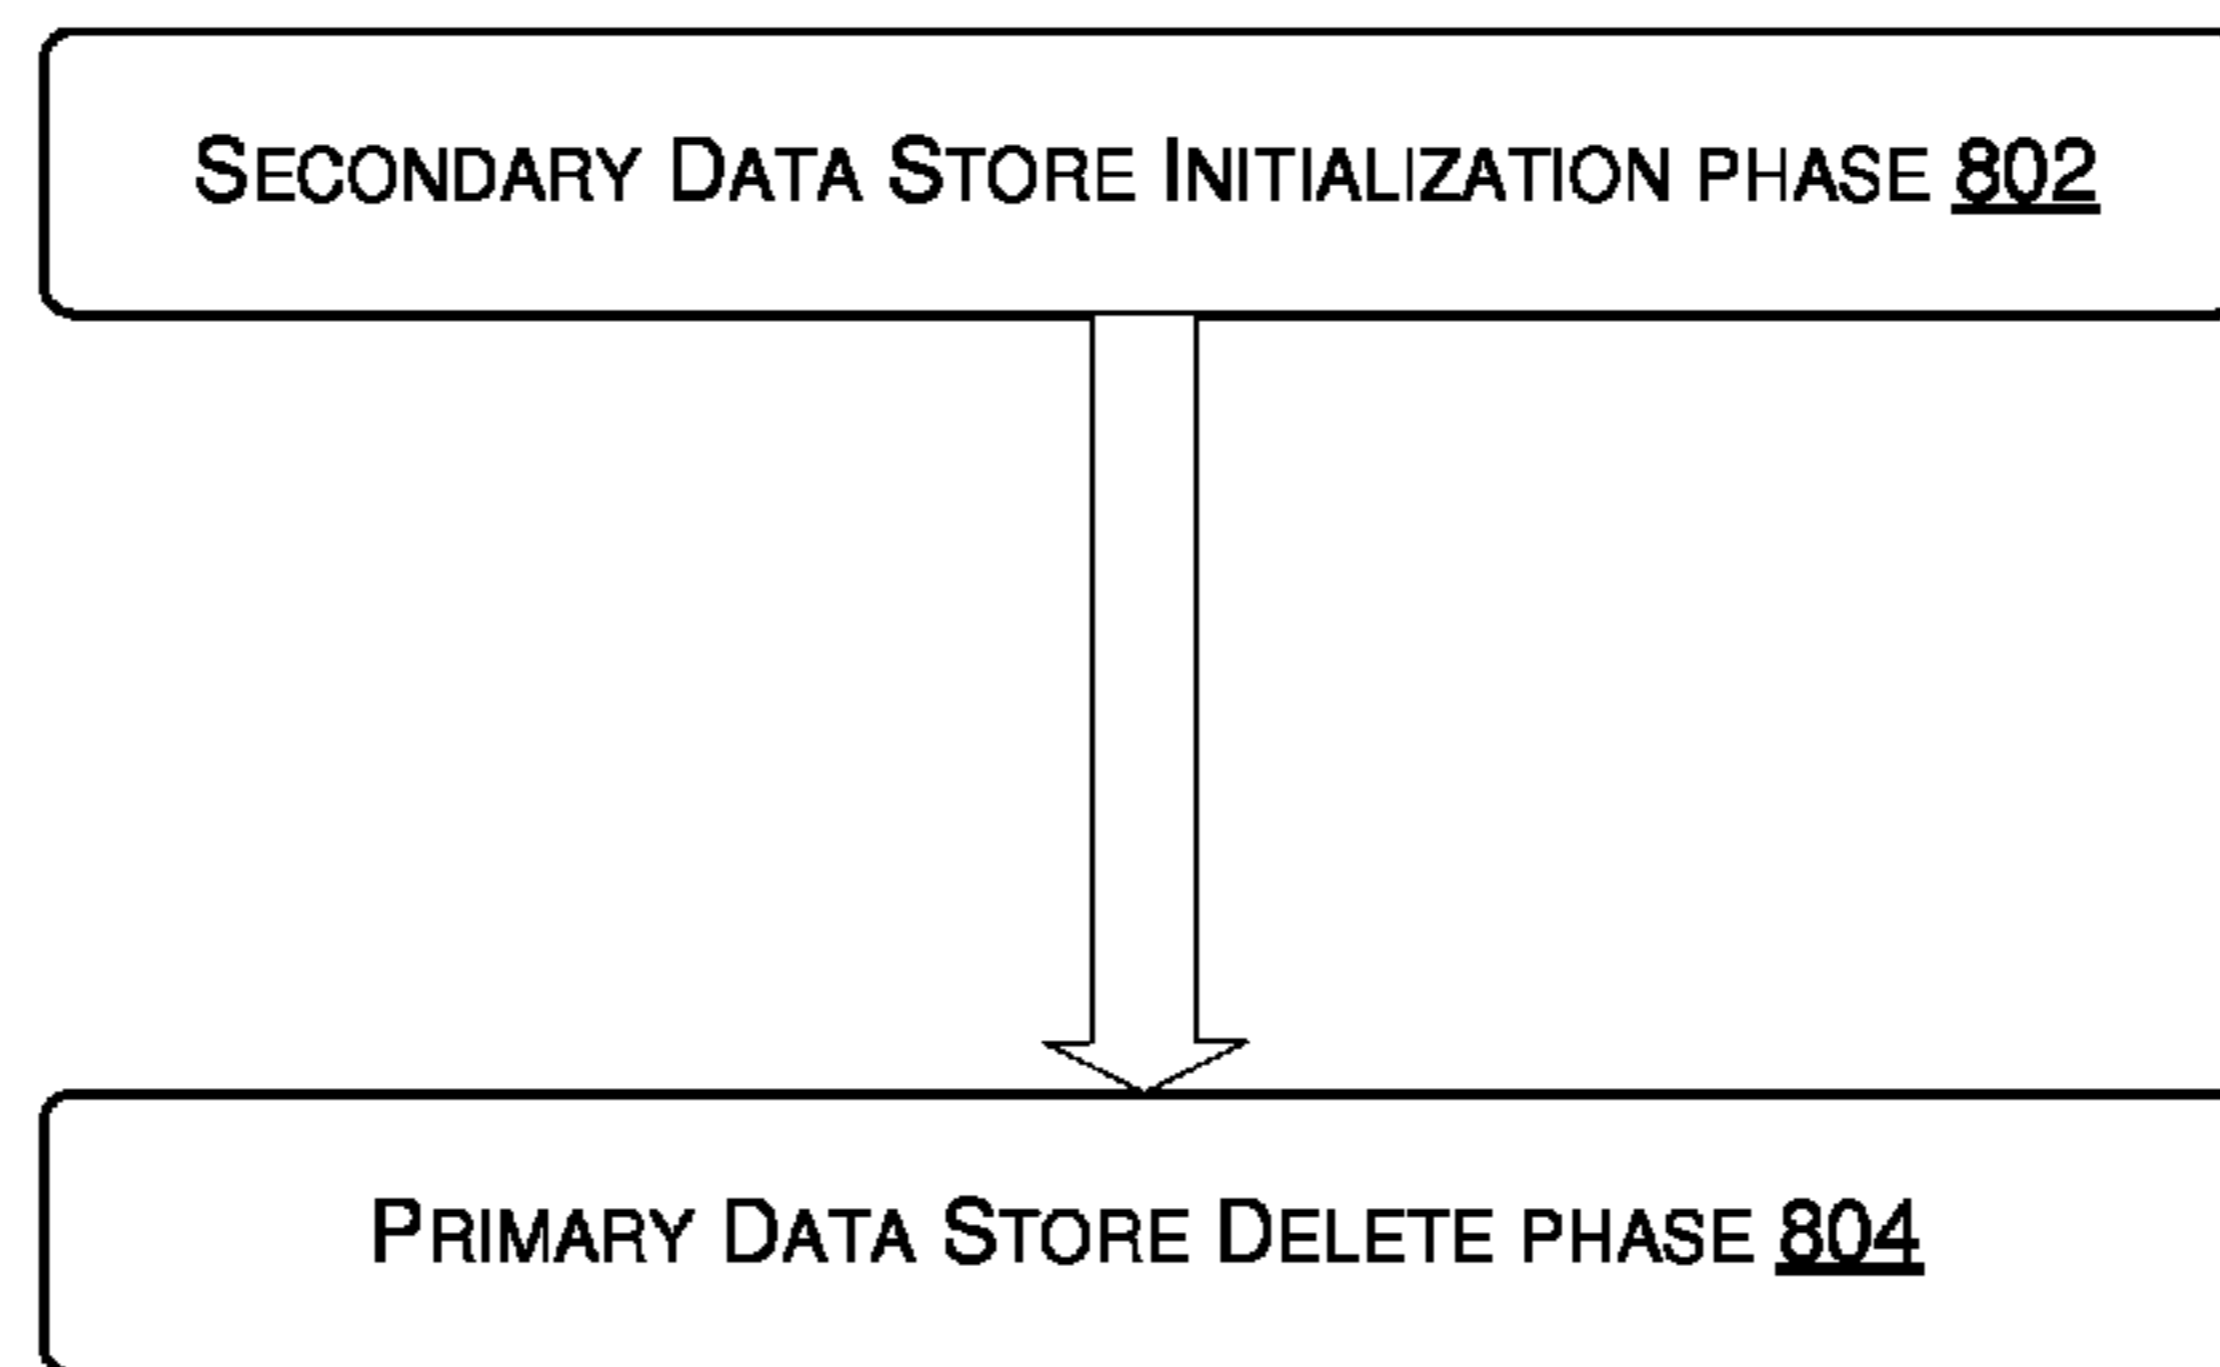 SECONDARY DATA STORE INITIALIZATION PHASE 802
PRIMARY DATA STORE DELETE PHASE 804